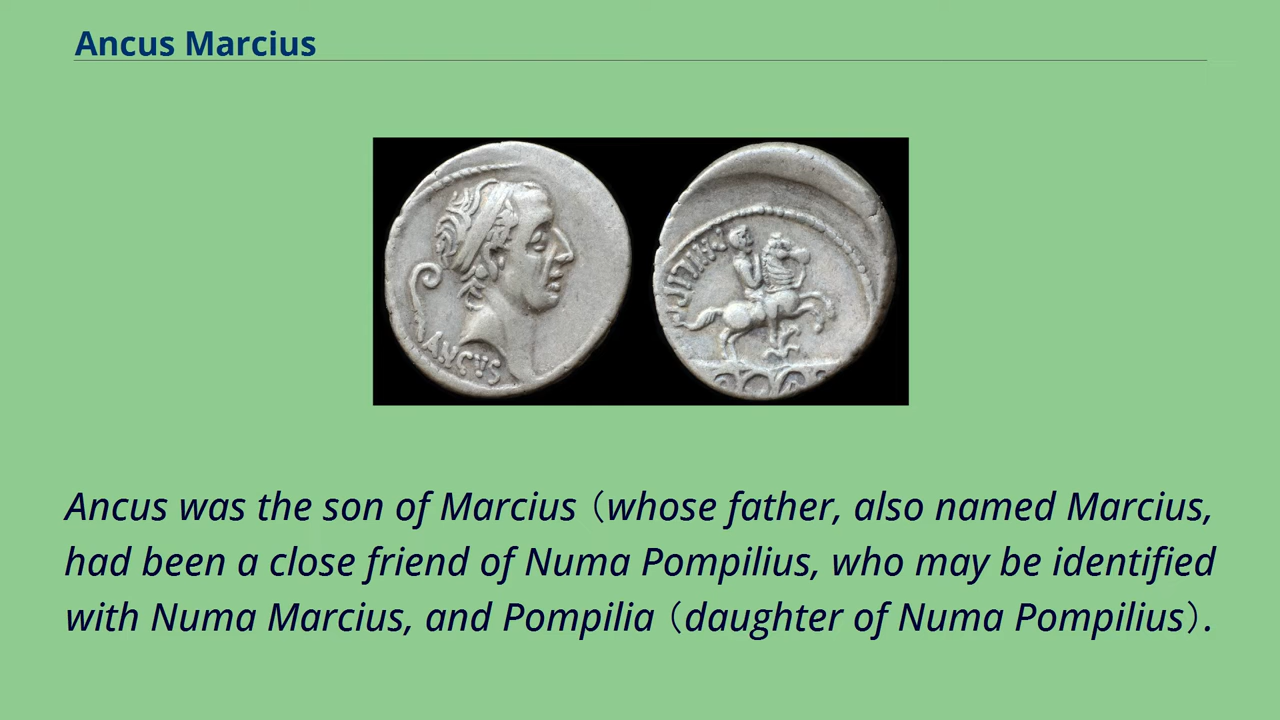 Ancus Marcius
ANCVS
PHILIPPVS
Ancus was the son of Marcius (whose father, also named Marcius,
had been a close friend of Numa Pompilius, who may be identified
with Numa Marcius, and Pompilia (daughter of Numa Pompilius).